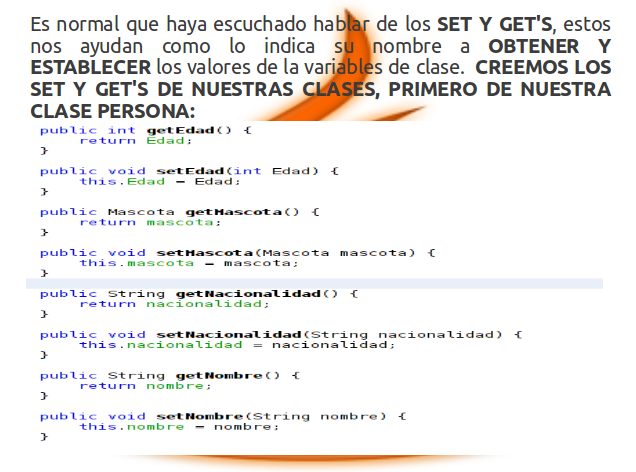 Es normal que haya escuchado hablar de los SET Y GET'S, estos
nos ayudan como lo indica su nombre a OBTENER Y
ESTABLECER los valores de la variables de clase. CREEMOS LOS
SET Y GET'S DE NUESTRAS CLASES, PRIMERO DE NUESTRA
CLASE PERSONA:
public int getEdad() {
return Edad;
}
public void setEdad(int Edad) {
this.Edad = Edad;
}
public Mascota getMascota() {
return mascota;
}
public void setMascota(Mascota mascota) {
this.mascota = mascota;
}
public String getNacionalidad() {
return nacionalidad;
}
public void setNacionalidad(String nacionalidad) {
this.nacionalidad = nacionalidad;
}
public String getNombre() {
return nombre;
}
public void setNombre(String nombre) {
this.nombre = nombre;
}